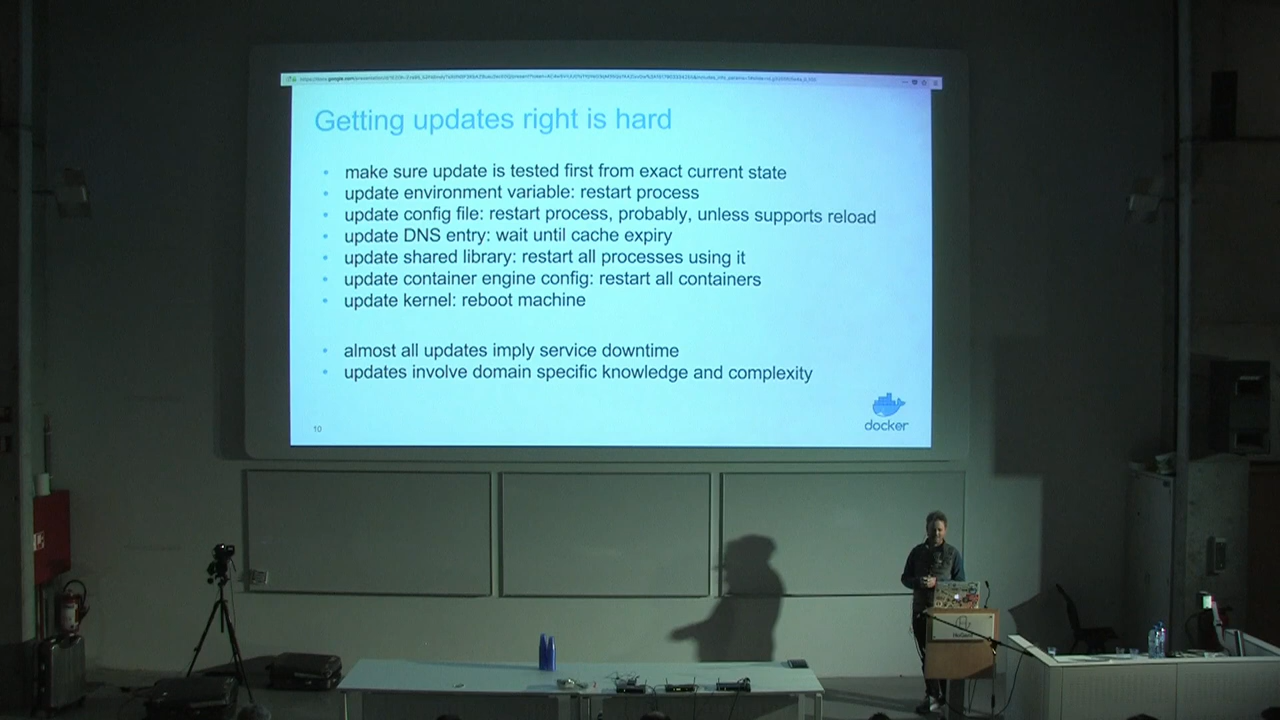 Getting updates right is hard
make sure update is tested first from exact current state
update environment variable: restart process
update config file: restart process, probably, unless supports reload
update DNS entry: wait until cache expiry
update shared library: restart all processes using it
update container engine config: restart all containers
update kernel: reboot machine
almost all updates imply service downtime
updates involve domain specific knowledge and complexity
docker
10